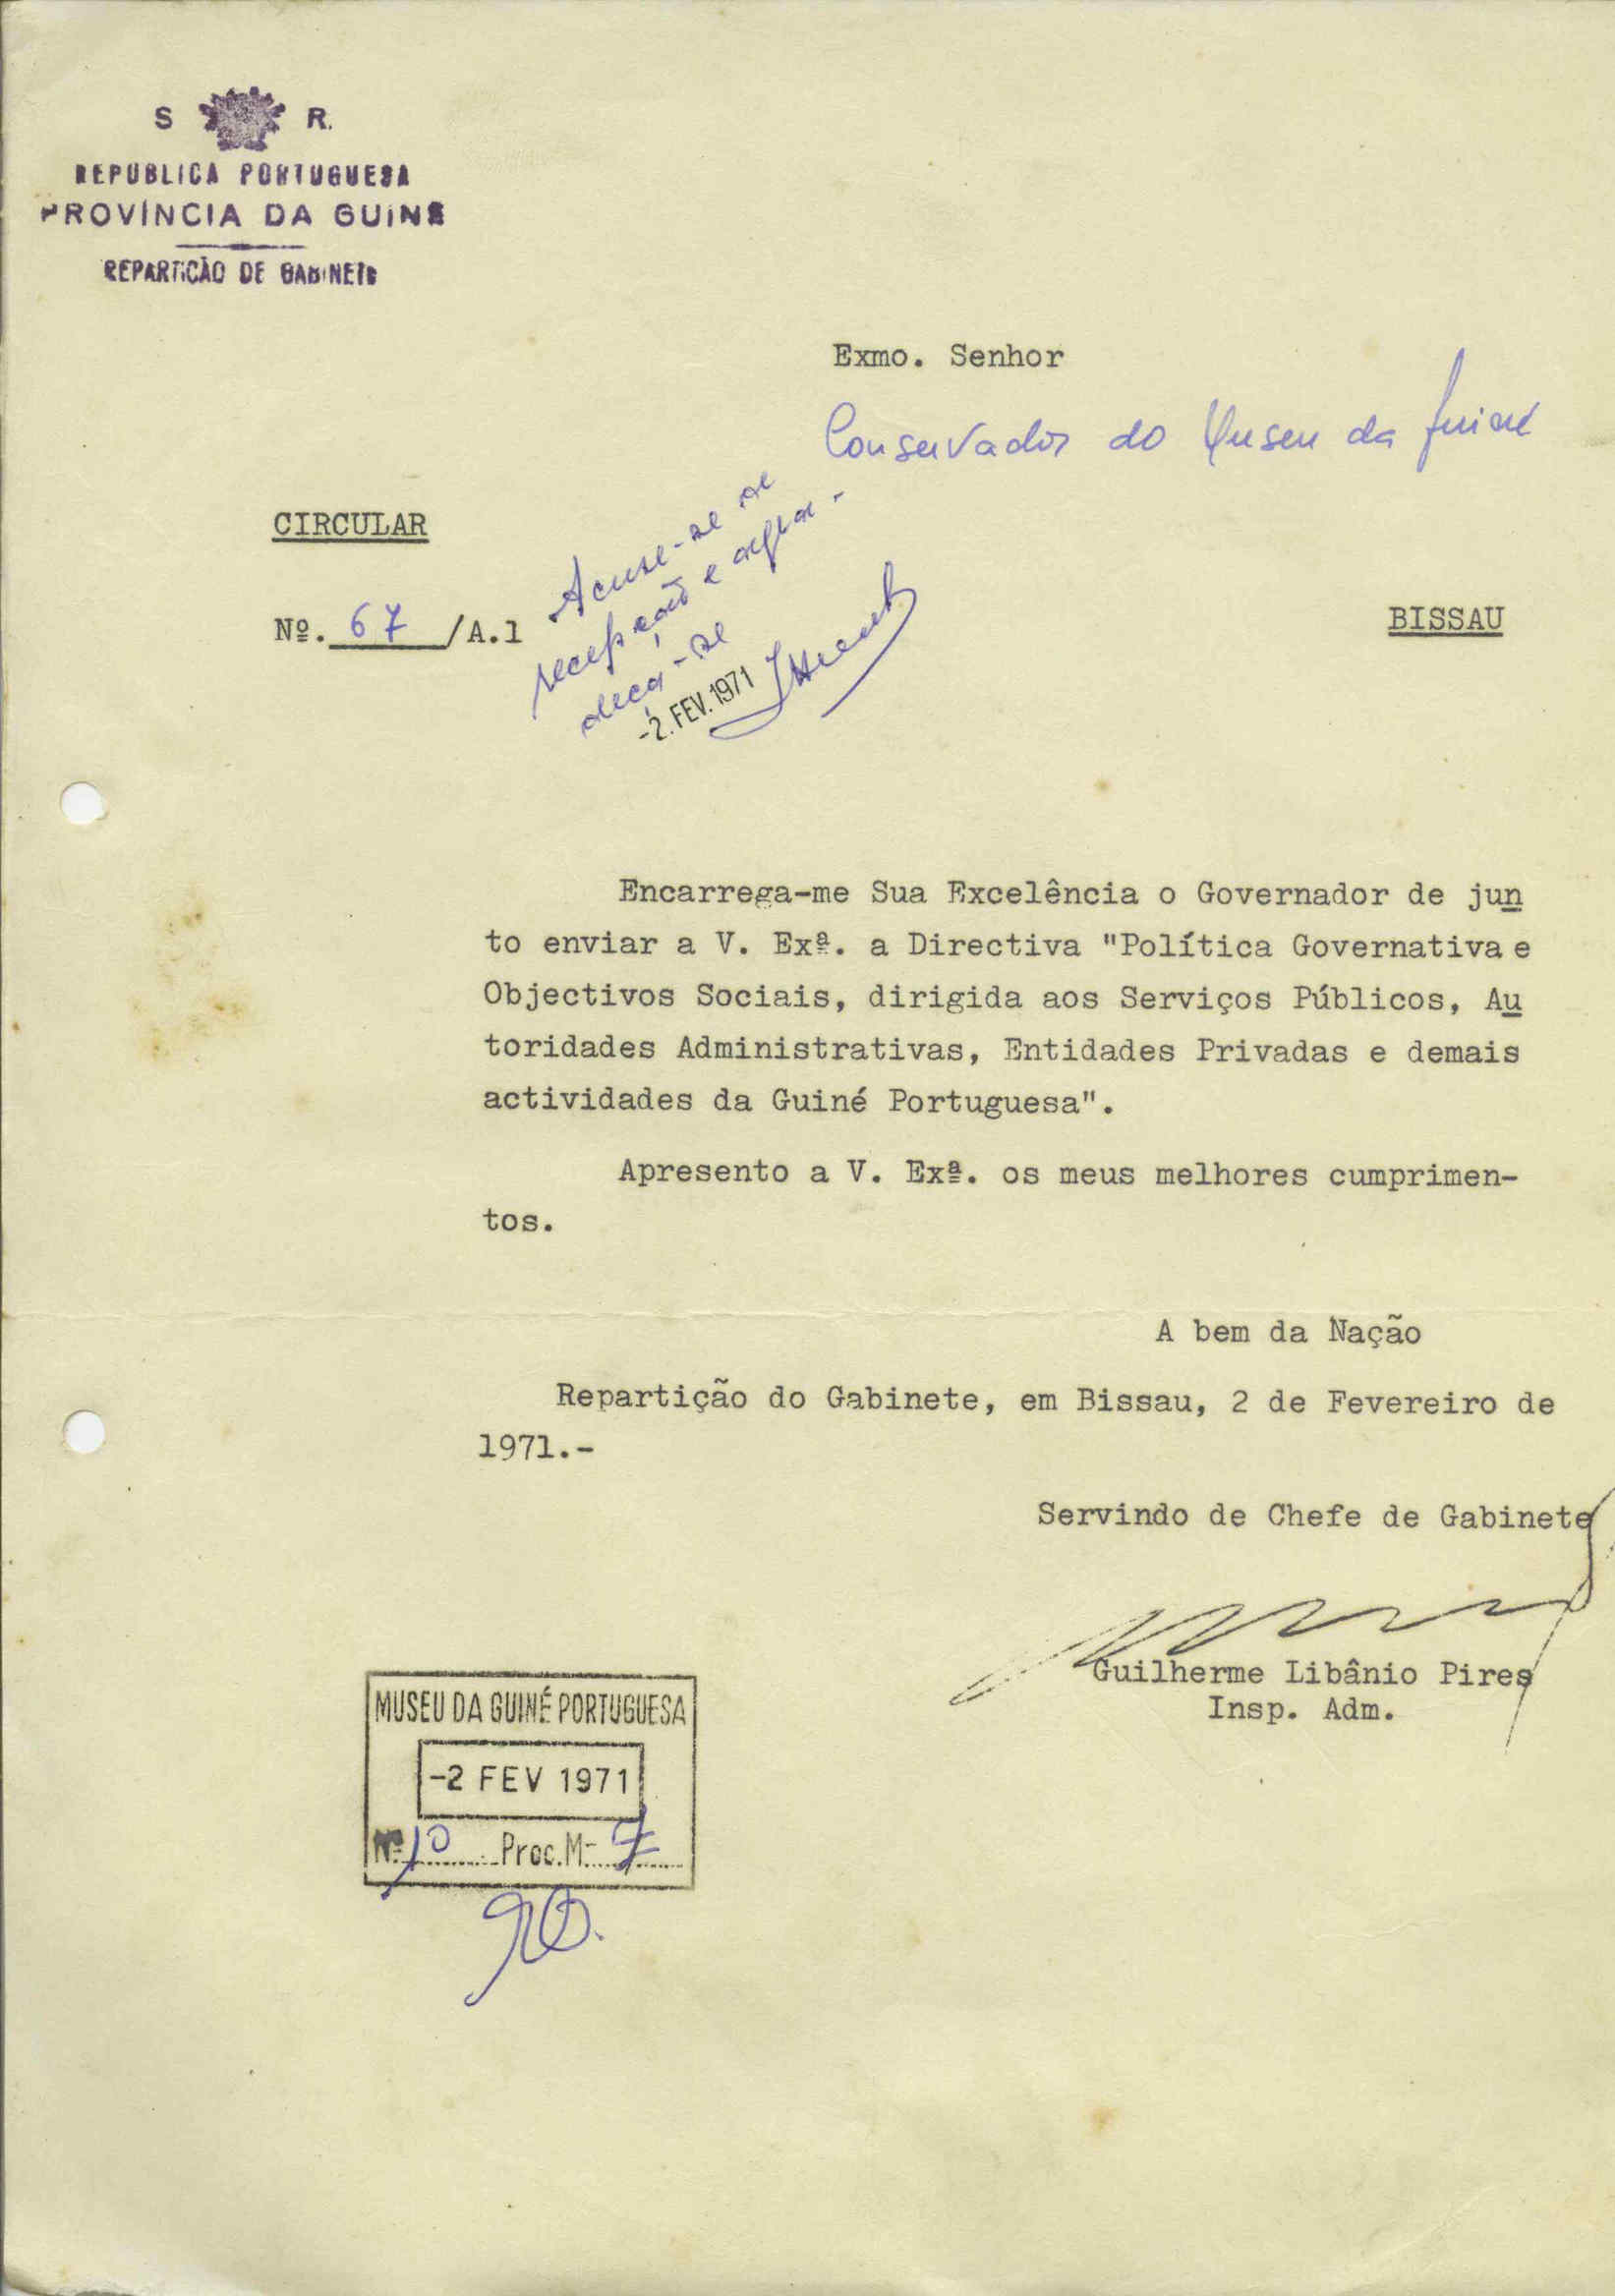 S R.
REPUBLICA PORTUGUESA
PROVÍNCIA DA GUINÉ
REPARTIÇÃO DE GABINETE
Exmo. Senhor
Conservador do Museu da Guiné
CIRCULAR
Acuse-se a
recepção e agra-
deça-se
-2. FEV. 1971
Nº. 67 /A.1
BISSAU
Encarrega-me Sua Excelência o Governador de jun
to enviar a V. Exª. a Directiva "Política Governativa e
Objectivos Sociais, dirigida aos Serviços Públicos, Au
toridades Administrativas, Entidades Privadas e demais
actividades da Guiné Portuguesa".
Apresento a V. Exª. os meus melhores cumprimen-
tos.
A bem da Nação
Repartição do Gabinete, em Bissau, 2 de Fevereiro de
1971.-
Servindo de Chefe de Gabinete
Guilherme Libânio Pires
Insp. Adm.
MUSEU DA GUINÉ PORTUGUESA
-2 FEV 1971
Nº 10 Proc. M- 7